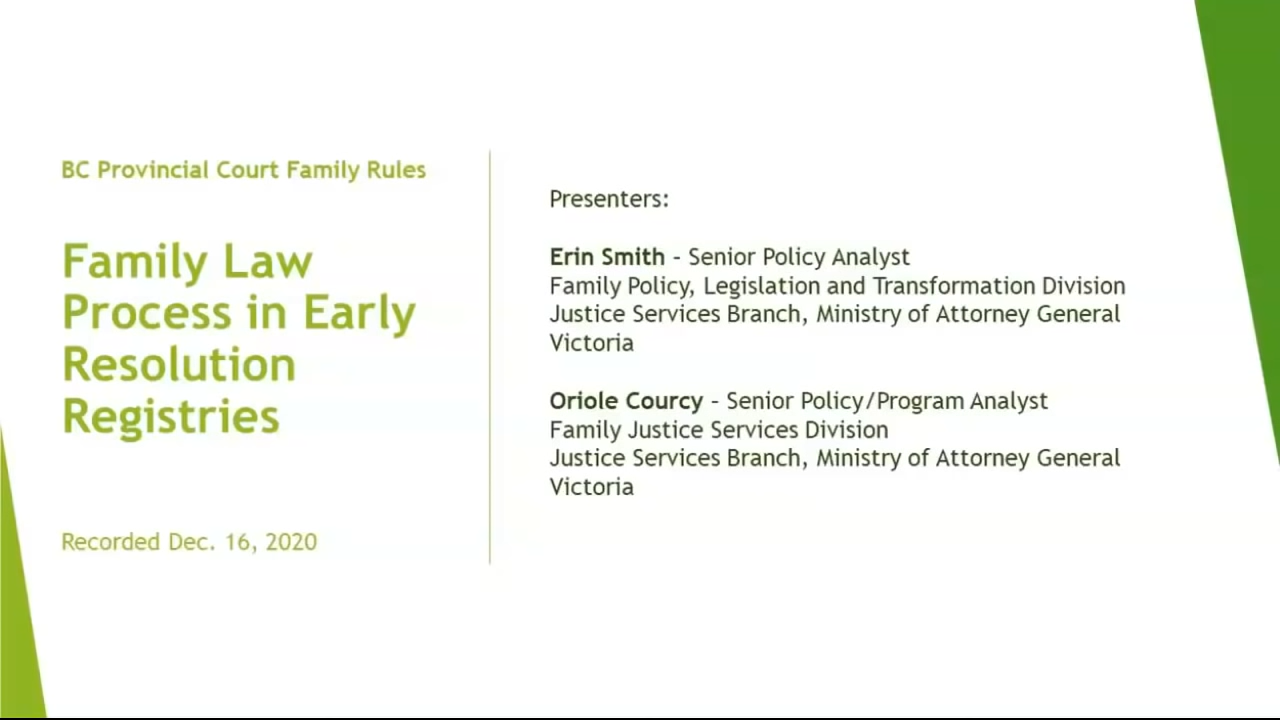 BC Provincial Court Family Rules
Family Law
Process in Early
Resolution
Registries
Recorded Dec. 16, 2020
Presenters:
Erin Smith – Senior Policy Analyst
Family Policy, Legislation and Transformation Division
Justice Services Branch, Ministry of Attorney General
Victoria
Oriole Courcy – Senior Policy/Program Analyst
Family Justice Services Division
Justice Services Branch, Ministry of Attorney General
Victoria